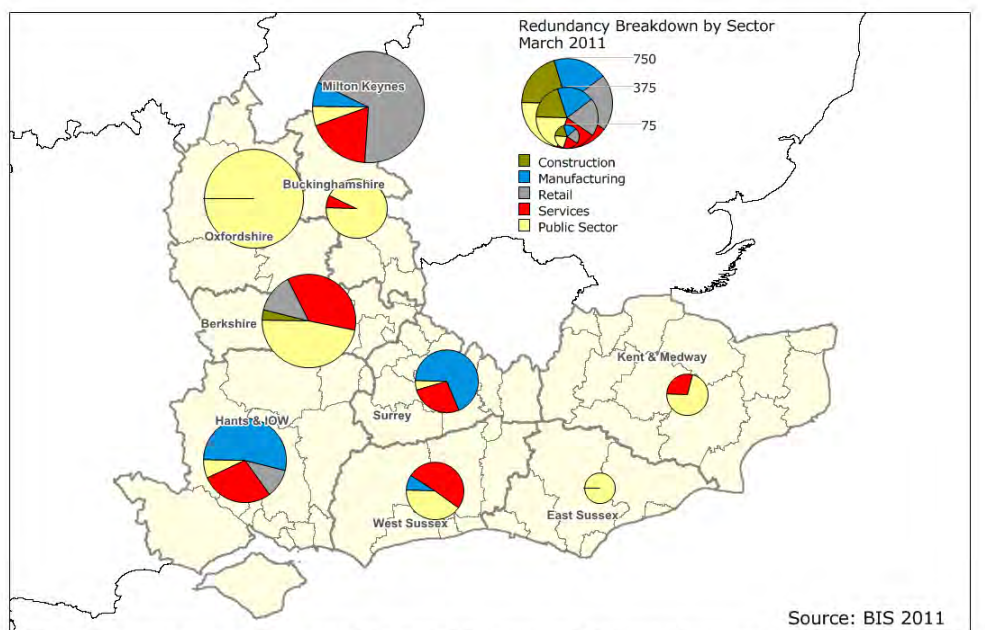 Redundancy Breakdown by Sector
March 2011
750
375
75
Construction
Manufacturing
Retail
Services
Public Sector
Milton Keynes
Buckinghamshire
Oxfordshire
Berkshire
Kent & Medway
Surrey
Hants & IOW
West Sussex
East Sussex
Source: BIS 2011